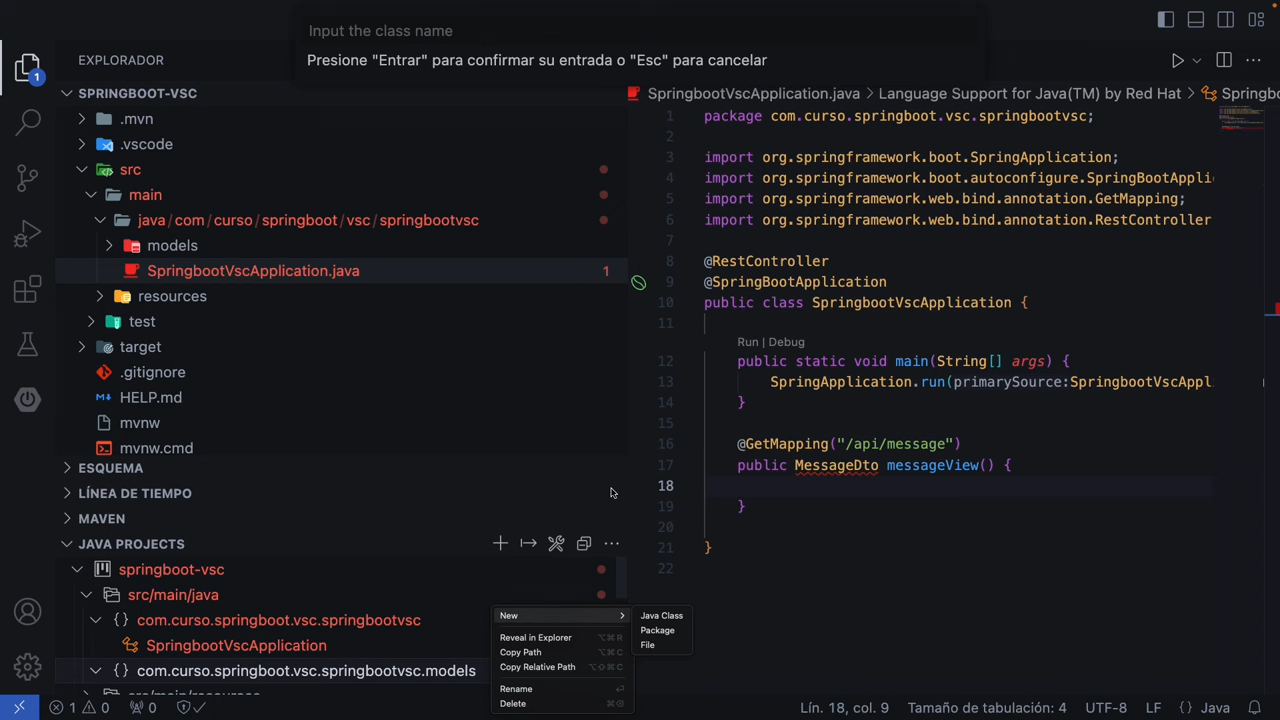 Input the class name
Presione "Entrar" para confirmar su entrada o "Esc" para cancelar
EXPLORADOR
1
SPRINGBOOT-VSC
.mvn
.vscode
src
main
java/com/curso/springboot/vsc/springbootvsc
models
SpringbootVscApplication.java 1
resources
test
target
.gitignore
HELP.md
mvnw
mvnw.cmd
ESQUEMA
LÍNEA DE TIEMPO
MAVEN
JAVA PROJECTS
springboot-vsc
src/main/java
{} com.curso.springboot.vsc.springbootvsc
SpringbootVscApplication
{} com.curso.springboot.vsc.springbootvsc.models
src/main/resources
New
Reveal in Explorer ⌥⌘R
Copy Path ⌥⌘C
Copy Relative Path ⌥⇧⌘C
Rename ⏎
Delete ⌘⌫
Java Class
Package
File
SpringbootVscApplication.java > Language Support for Java(TM) by Red Hat > Springbo
1 package com.curso.springboot.vsc.springbootvsc;
2
3 import org.springframework.boot.SpringApplication;
4 import org.springframework.boot.autoconfigure.SpringBootAppli
5 import org.springframework.web.bind.annotation.GetMapping;
6 import org.springframework.web.bind.annotation.RestController
7
8 @RestController
9 @SpringBootApplication
10 public class SpringbootVscApplication {
11
Run | Debug
12 public static void main(String[] args) {
13 SpringApplication.run(primarySource:SpringbootVscAppl
14 }
15
16 @GetMapping("/api/message")
17 public MessageDto messageView() {
18
19 }
20
21 }
22
1 0 0 Lín. 18, col. 9 Tamaño de tabulación: 4 UTF-8 LF {} Java